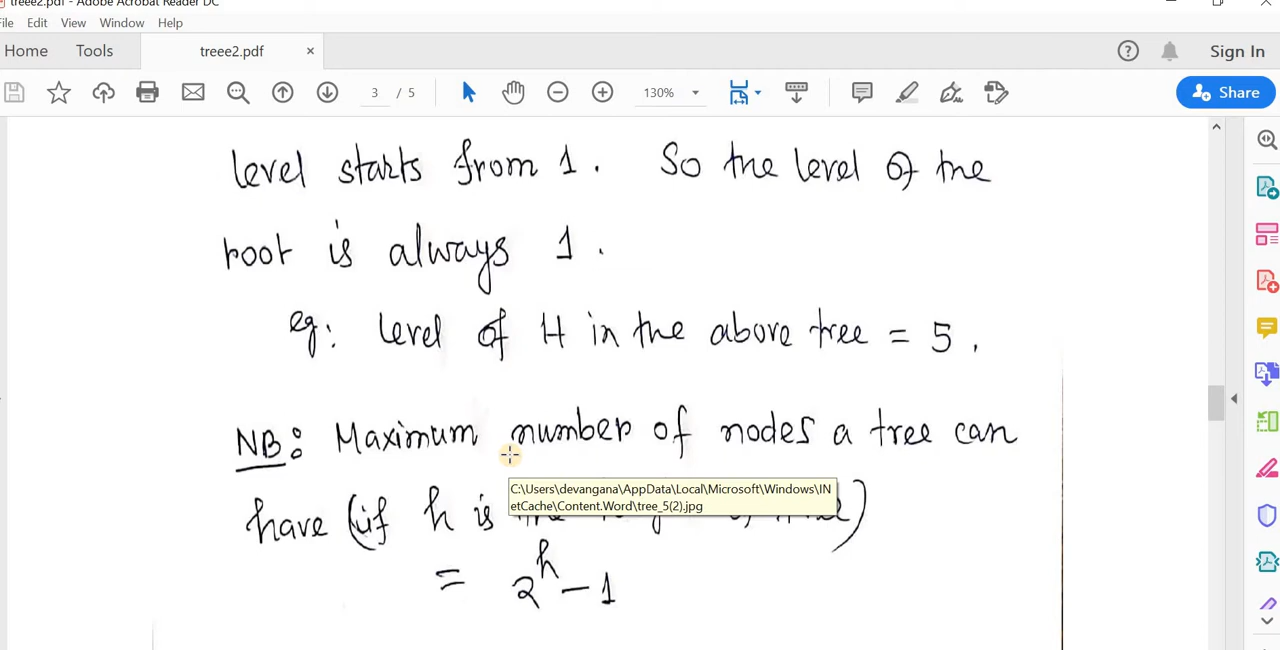 treee2.pdf - Adobe Acrobat Reader DC
File Edit View Window Help
Home Tools treee2.pdf × Sign In
3 / 5 130% Share
level starts from 1. So the level of the
root is always 1.
eg: level of H in the above tree = 5.
NB: Maximum number of nodes a tree can
C:\Users\devangana\AppData\Local\Microsoft\Windows\IN
etCache\Content.Word\tree_5(2).jpg
have (if h is
= 2^h - 1